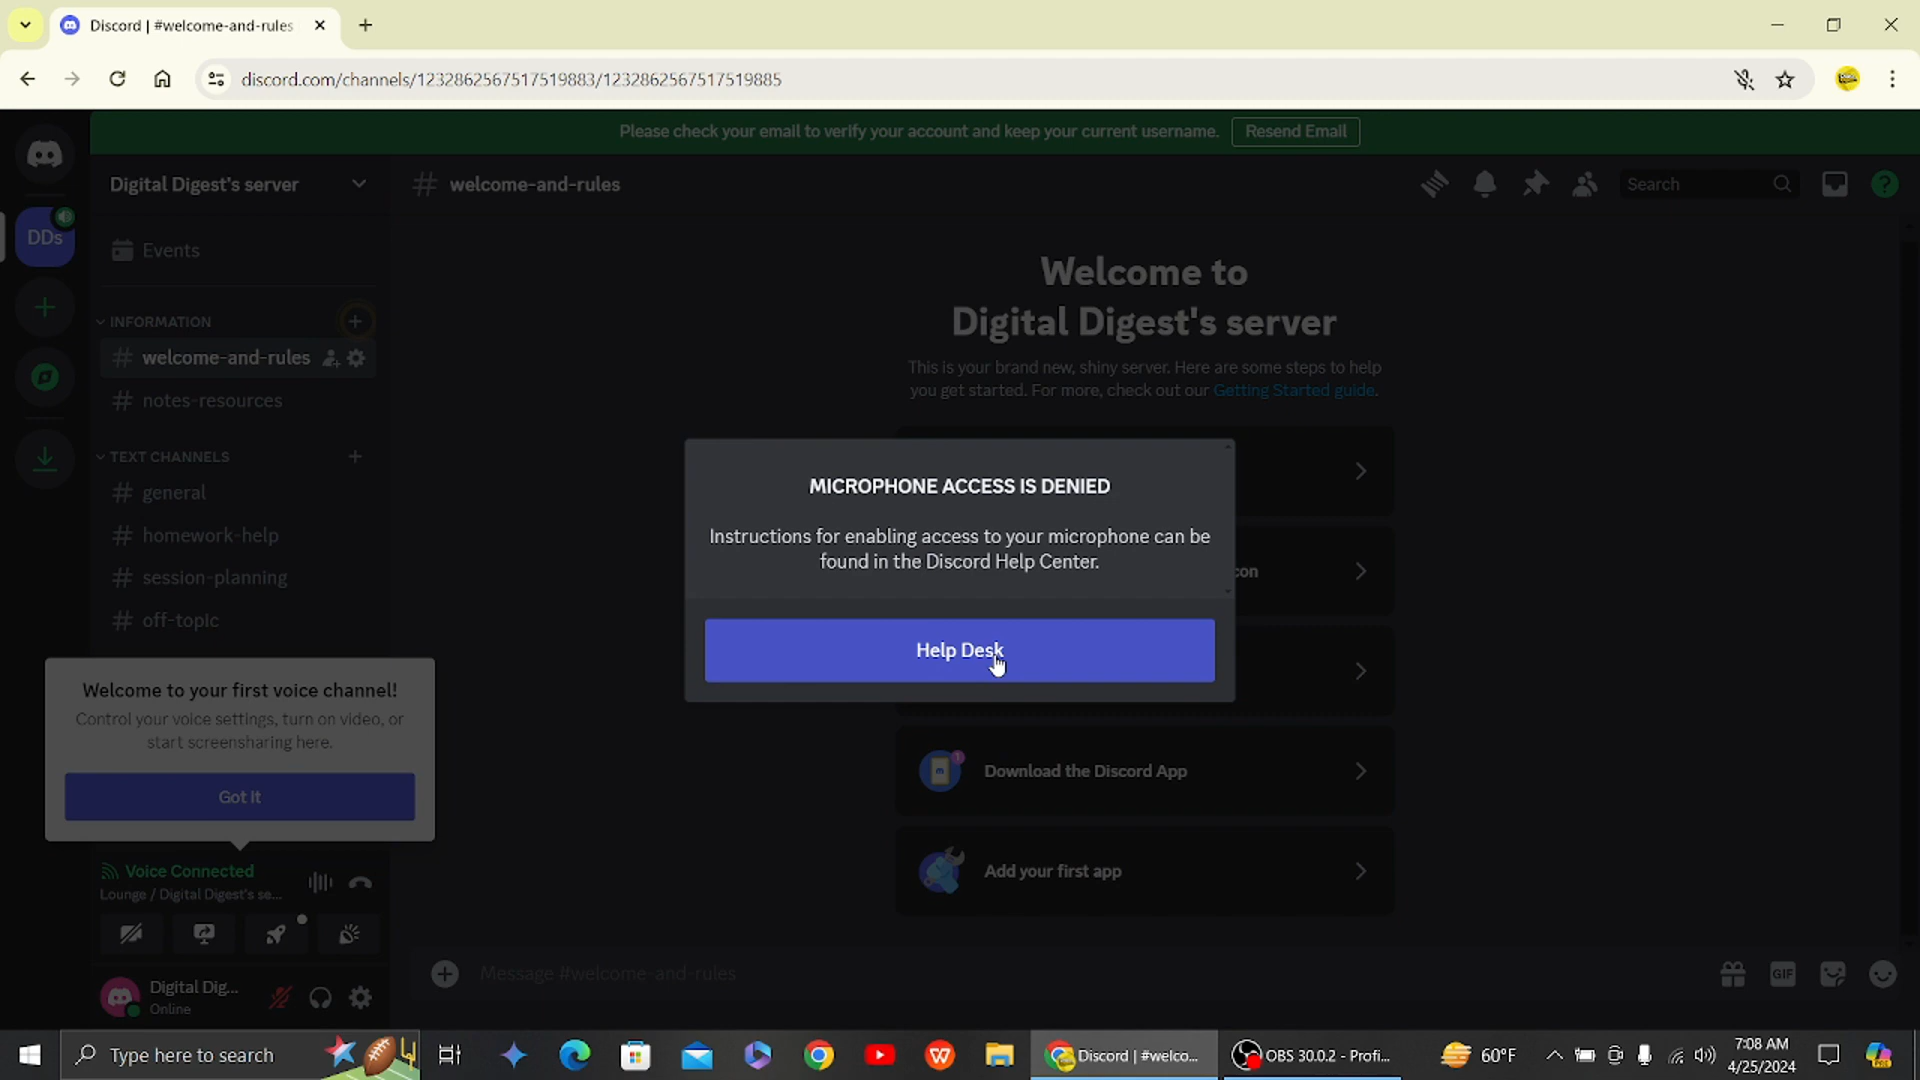 Discord | #welcome-and-rules
discord.com/channels/1232862567517519883/1232862567517519885
Please check your email to verify your account and keep your current username.
Resend Email
Digital Digest's server
# welcome-and-rules
Search
DDs
Events
INFORMATION
# welcome-and-rules
# notes-resources
TEXT CHANNELS
# general
# homework-help
# session-planning
# off-topic
Welcome to
Digital Digest's server
This is your brand new, shiny server. Here are some steps to help
you get started. For more, check out our Getting Started guide.
MICROPHONE ACCESS IS DENIED
Instructions for enabling access to your microphone can be
found in the Discord Help Center.
Help Desk
con
Download the Discord App
Add your first app
Welcome to your first voice channel!
Control your voice settings, turn on video, or
start screensharing here.
Got It
Voice Connected
Lounge / Digital Digest's se...
Digital Dig...
Online
Message #welcome-and-rules
GIF
Type here to search
Discord | #welco...
OBS 30.0.2 - Profi...
60°F
7:08 AM
4/25/2024